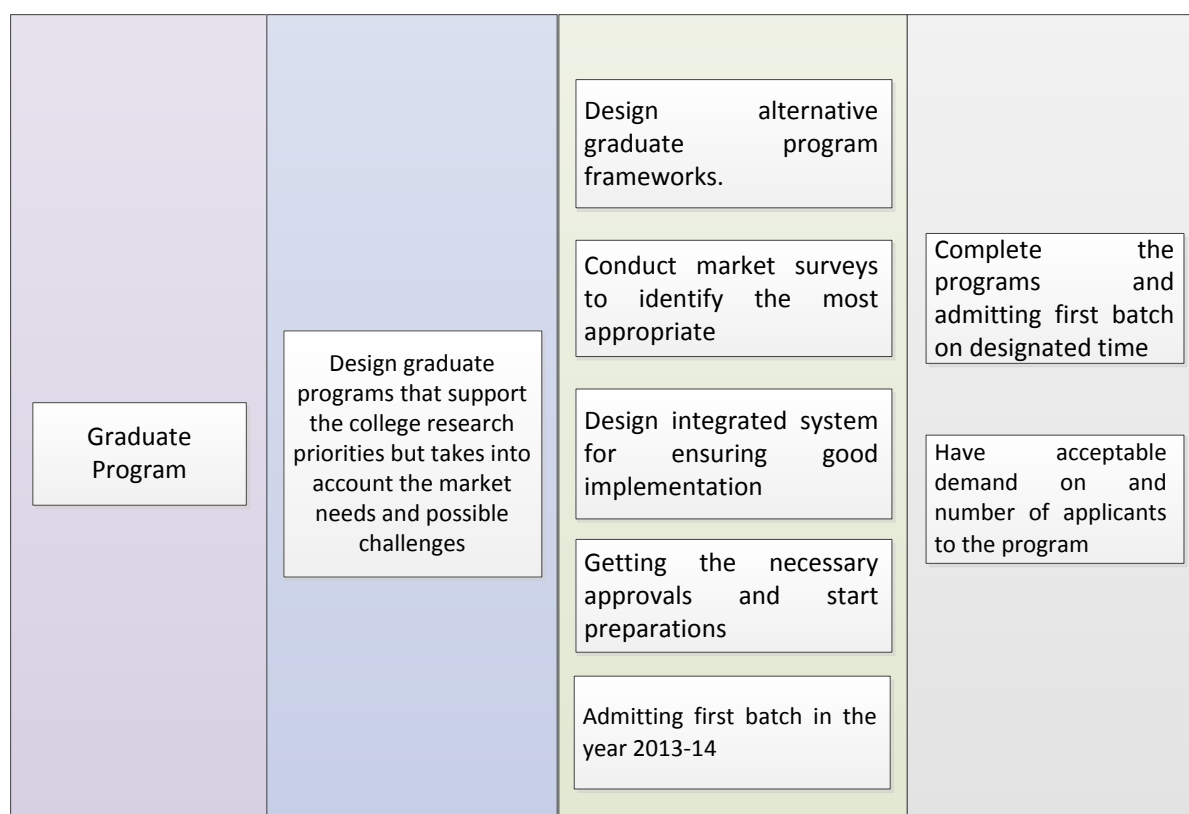 Graduate
Program
Design graduate
programs that support
the college research
priorities but takes into
account the market
needs and possible
challenges
Design alternative
graduate program
frameworks.
Conduct market surveys
to identify the most
appropriate
Design integrated system
for ensuring good
implementation
Getting the necessary
approvals and start
preparations
Admitting first batch in the
year 2013-14
Complete the
programs and
admitting first batch
on designated time
Have acceptable
demand on and
number of applicants
to the program